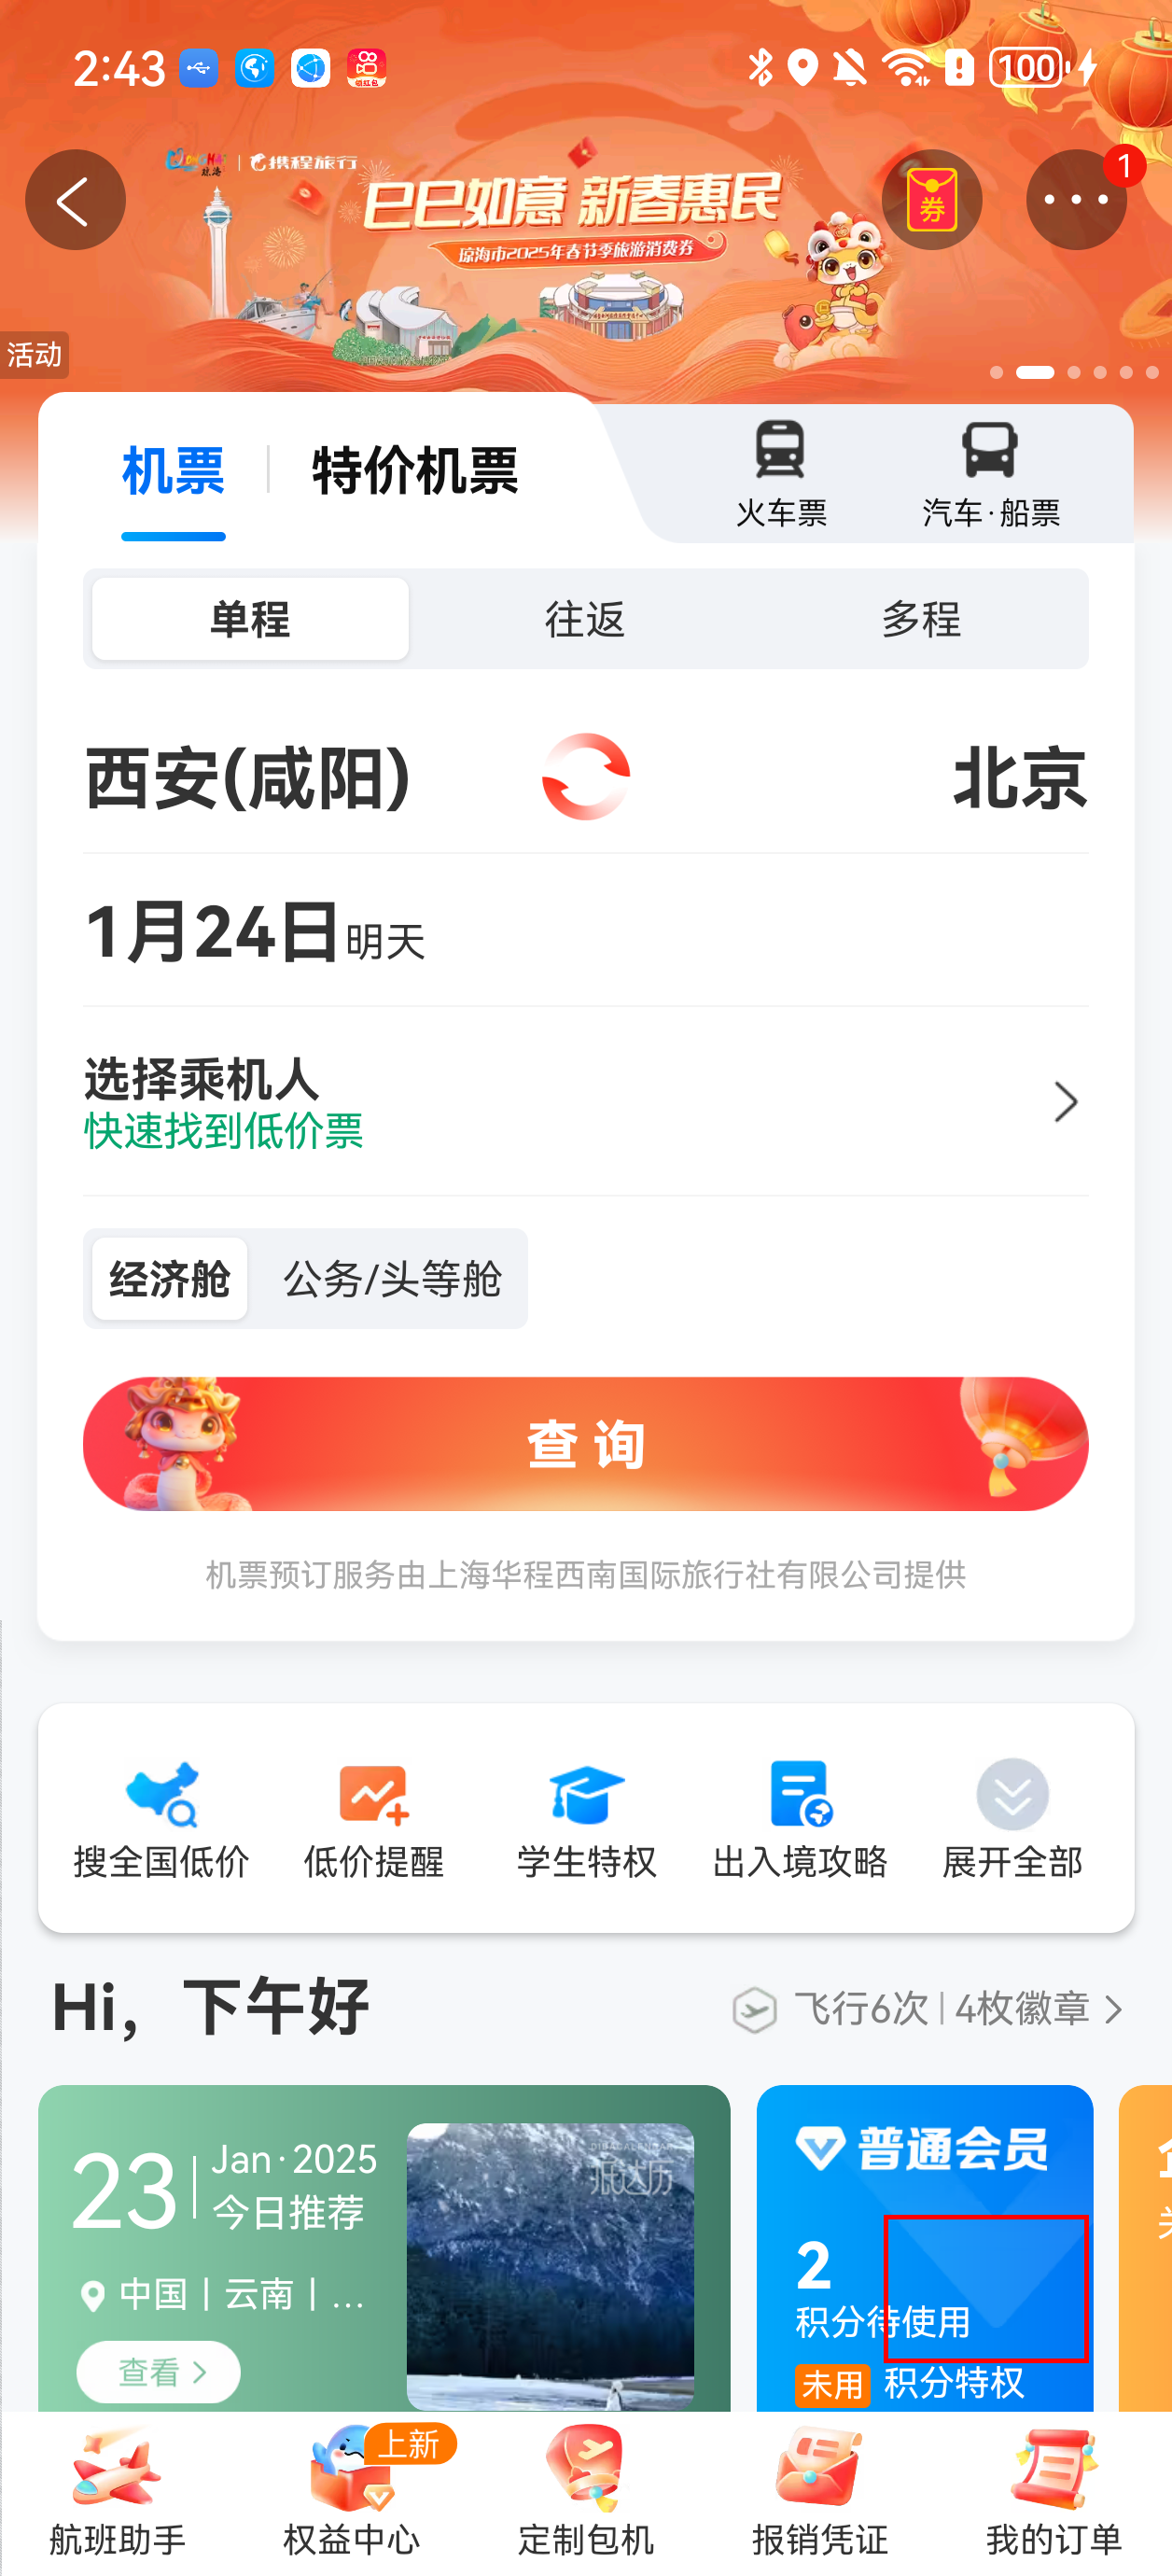 2:43
100
领红包
琼海
携程旅行
巳巳如意 新春惠民
琼海市2025年春节季旅游消费券
券
1
活动
机票
特价机票
火车票
汽车·船票
单程
往返
多程
西安(咸阳)
北京
1月24日明天
选择乘机人
快速找到低价票
经济舱
公务/头等舱
查询
机票预订服务由上海华程西南国际旅行社有限公司提供
搜全国低价
低价提醒
学生特权
出入境攻略
展开全部
Hi，下午好
飞行6次
4枚徽章
23
Jan·2025
今日推荐
中国丨云南丨...
查看
普通会员
2
积分待使用
未用
积分特权
上新
航班助手
权益中心
定制包机
报销凭证
我的订单